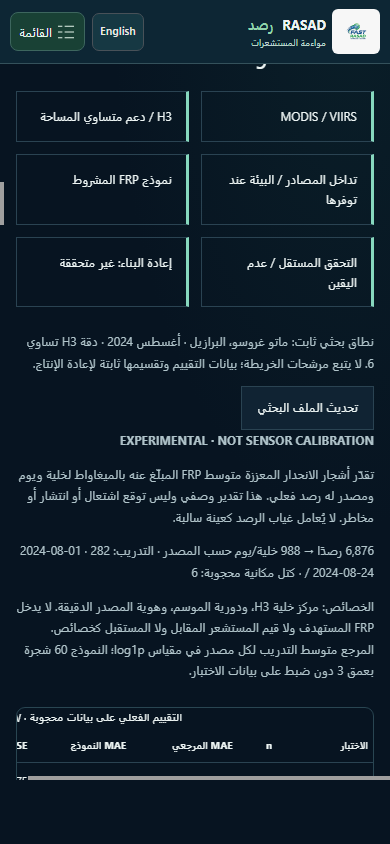 RASAD رصد
مواءمة المستشعرات
English
القائمة
FAST
RASAD
MODIS / VIIRS
H3 / دعم متساوي المساحة
تداخل المصادر / البيئة عند
توفرها
نموذج FRP المشروط
التحقق المستقل / عدم
اليقين
إعادة البناء: غير متحققة
نطاق بحثي ثابت: ماتو غروسو، البرازيل · أغسطس 2024 · دقة H3 تساوي
6. لا يتبع مرشحات الخريطة؛ بيانات التقييم وتقسيمها ثابتة لإعادة الإنتاج.
تحديث الملف البحثي
EXPERIMENTAL · NOT SENSOR CALIBRATION
تقدّر أشجار الانحدار المعززة متوسط FRP المبلّغ عنه بالميغاواط لخلية ويوم
ومصدر له رصد فعلي. هذا تقدير وصفي وليس توقع اشتعال أو انتشار أو
مخاطر. لا يُعامل غياب الرصد كعينة سالبة.
6,876 رصدًا → 988 خلية/يوم حسب المصدر · التدريب: 282 · 2024-08-01
/ 2024-08-24 · كتل مكانية محجوبة: 6
الخصائص: مركز خلية H3، ودورية الموسم، وهوية المصدر الدقيقة. لا يدخل
FRP المستهدف ولا قيم المستشعر المقابل ولا المستقبل كخصائص.
المرجع متوسط التدريب لكل مصدر في مقياس log1p؛ النموذج 60 شجرة
بعمق 3 دون ضبط على بيانات الاختبار.
التقييم الفعلي على بيانات محجوبة ·
الاختبار
n
MAE المرجعي
MAE النموذج